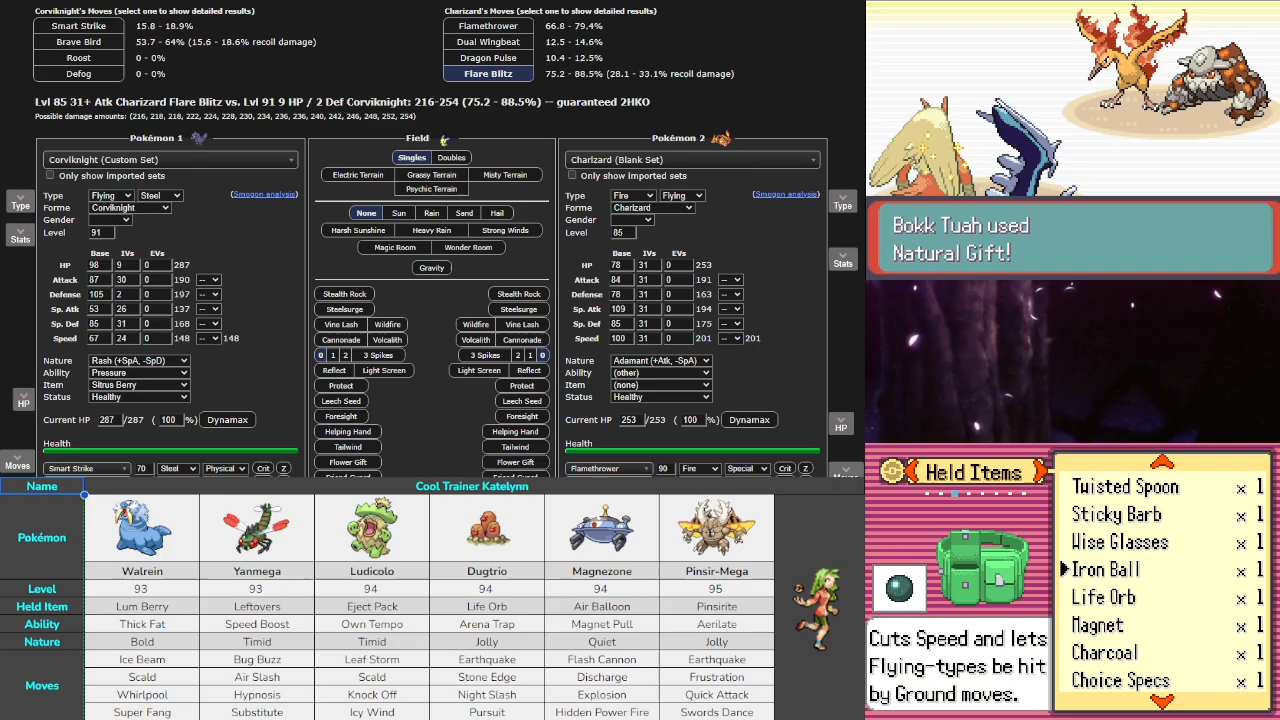 Corviknight's Moves (select one to show detailed results)
Smart Strike 15.8 - 18.9%
Brave Bird 53.7 - 64% (15.6 - 18.6% recoil damage)
Roost 0 - 0%
Defog 0 - 0%
Charizard's Moves (select one to show detailed results)
Flamethrower 66.8 - 79.4%
Dual Wingbeat 12.5 - 14.6%
Dragon Pulse 10.4 - 12.5%
Flare Blitz 75.2 - 88.5% (28.1 - 33.1% recoil damage)
Lvl 85 31+ Atk Charizard Flare Blitz vs. Lvl 91 9 HP / 2 Def Corviknight: 216-254 (75.2 - 88.5%) -- guaranteed 2HKO
Possible damage amounts: (216, 218, 218, 222, 224, 228, 230, 234, 236, 236, 240, 242, 246, 248, 252, 254)
Pokémon 1
Corviknight (Custom Set)
Only show imported sets
Type Flying Steel (Smogon analysis)
Forme Corviknight
Gender
Level 91
Base IVs EVs
HP 98 9 0 287
Attack 87 30 0 190 --
Defense 105 2 0 197 --
Sp. Atk 53 26 0 137 --
Sp. Def 85 31 0 168 --
Speed 67 24 0 148 -- 148
Nature Rash (+SpA, -SpD)
Ability Pressure
Item Sitrus Berry
Status Healthy
Current HP 287 /287 ( 100 %) Dynamax
Health
Smart Strike 70 Steel Physical Crit Z
Type
Stats
HP
Moves
Field
Singles Doubles
Electric Terrain Grassy Terrain Misty Terrain
Psychic Terrain
None Sun Rain Sand Hail
Harsh Sunshine Heavy Rain Strong Winds
Magic Room Wonder Room
Gravity
Stealth Rock Stealth Rock
Steelsurge Steelsurge
Vine Lash Wildfire Wildfire Vine Lash
Cannonade Volcalith Volcalith Cannonade
0 1 2 3 Spikes 3 Spikes 2 1 0
Reflect Light Screen Light Screen Reflect
Protect Protect
Leech Seed Leech Seed
Foresight Foresight
Helping Hand Helping Hand
Tailwind Tailwind
Flower Gift Flower Gift
Pokémon 2
Charizard (Blank Set)
Only show imported sets
Type Fire Flying (Smogon analysis)
Forme Charizard
Gender
Level 85
Base IVs EVs
HP 78 31 0 253
Attack 84 31 0 191 --
Defense 78 31 0 163 --
Sp. Atk 109 31 0 194 --
Sp. Def 85 31 0 175 --
Speed 100 31 0 201 -- 201
Nature Adamant (+Atk, -SpA)
Ability (other)
Item (none)
Status Healthy
Current HP 253 /253 ( 100 %) Dynamax
Health
Flamethrower 90 Fire Special Crit Z
Type
Stats
HP
Name Cool Trainer Katelynn
Pokémon
Walrein Yanmega Ludicolo Dugtrio Magnezone Pinsir-Mega
Level 93 93 94 94 94 95
Held Item Lum Berry Leftovers Eject Pack Life Orb Air Balloon Pinsirite
Ability Thick Fat Speed Boost Own Tempo Arena Trap Magnet Pull Aerilate
Nature Bold Timid Timid Jolly Quiet Jolly
Moves
Ice Beam Bug Buzz Leaf Storm Earthquake Flash Cannon Earthquake
Scald Air Slash Scald Stone Edge Discharge Frustration
Whirlpool Hypnosis Knock Off Night Slash Explosion Quick Attack
Super Fang Substitute Icy Wind Pursuit Hidden Power Fire Swords Dance
Bokk Tuah used
Natural Gift!
Held Items
Twisted Spoon × 1
Sticky Barb × 1
Wise Glasses × 1
Iron Ball × 1
Life Orb × 1
Magnet × 1
Charcoal × 1
Choice Specs × 1
Cuts Speed and lets
Flying-types be hit
by Ground moves.